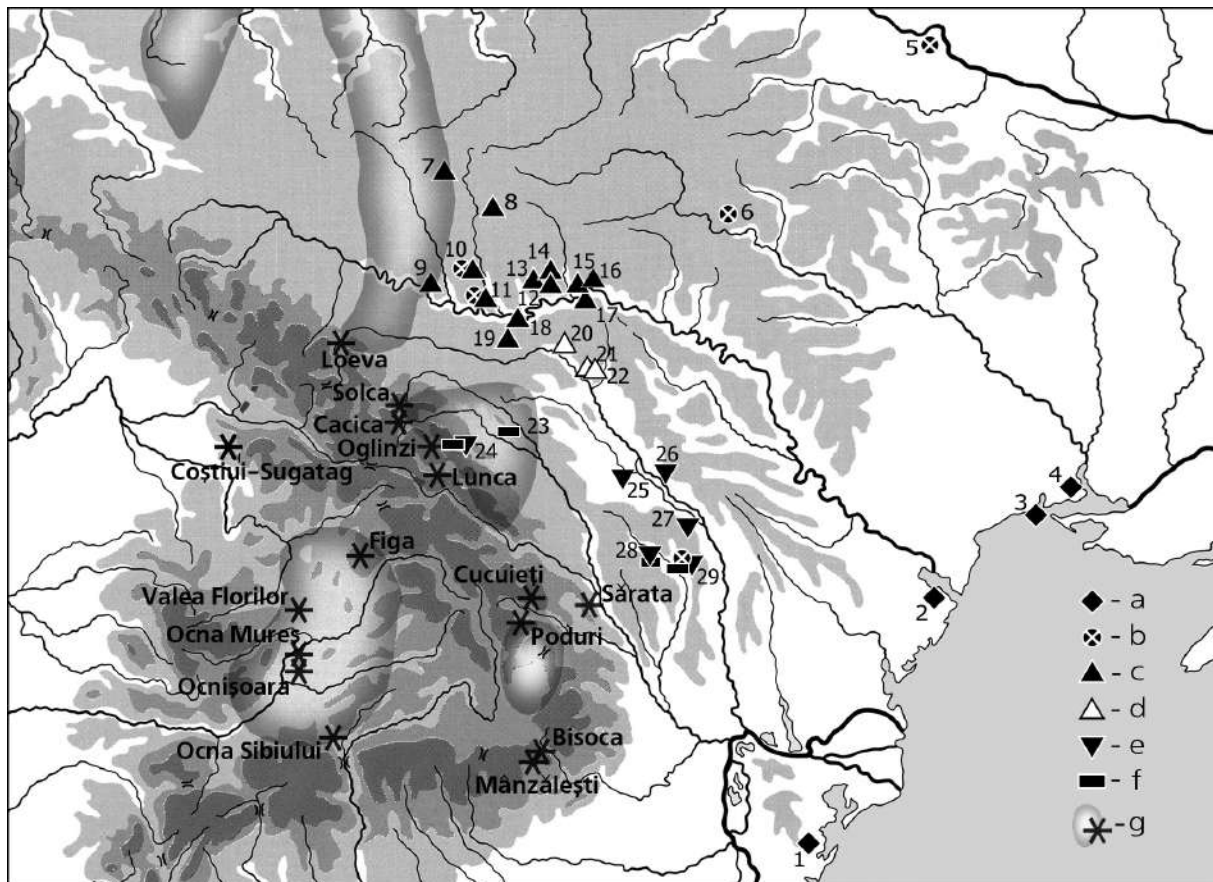 5
7
8
6
10
14
15
16
9
13
11
12
17
18
19
20
Loeva
21
22
Solca
Cacica
23
Oglinzi
24
Coștiui-Sugatag
Lunca
26
25
4
3
27
Figa
28
29
Cucuieți
Valea Florilor
Sărata
2
- a
Ocna Mureș
Poduri
- b
Ocnișoara
- c
- d
Ocna Sibiului
Bisoca
- e
Mânzălești
- f
- g
1